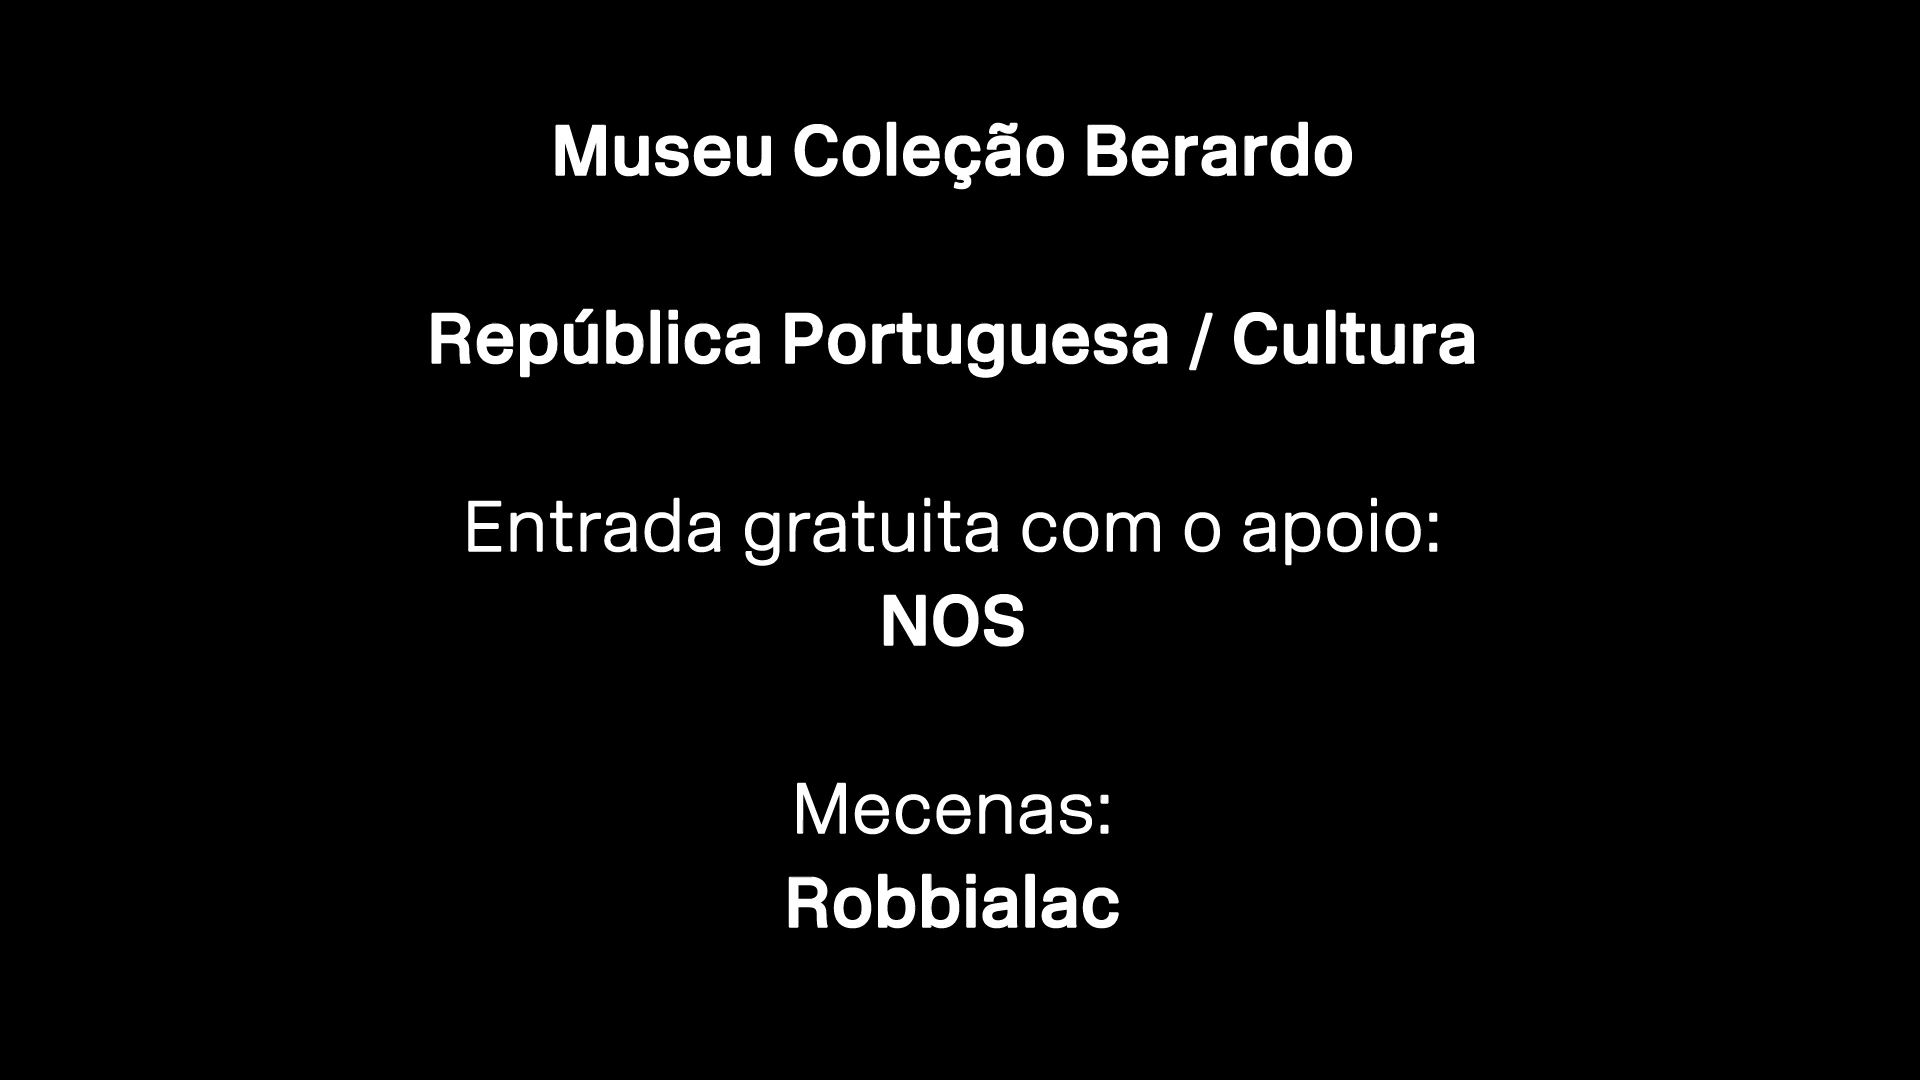 Museu Coleção Berardo
República Portuguesa / Cultura
Entrada gratuita com o apoio:
NOS
Mecenas:
Robbialac